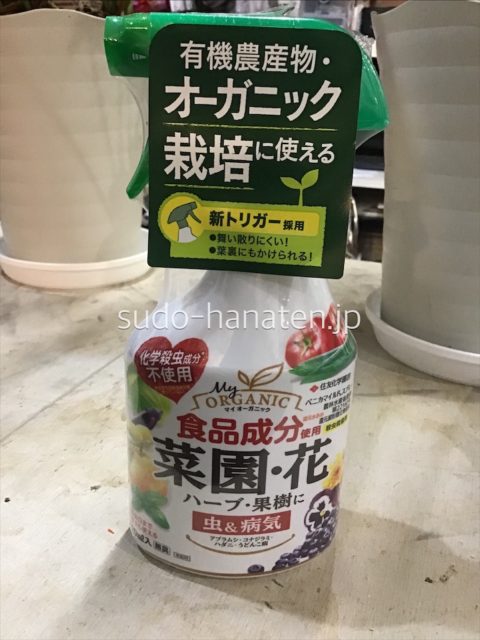 有機農産物・
オーガニック
栽培に使える
新トリガー採用
●舞い散りにくい!
●葉裏にもかけられる!
sudo-hanaten.jp
化学殺虫成分
不使用
My
ORGANIC
マイオーガニック
住友化学園芸
食品成分使用
菜園・花
ハーブ・果樹に
虫&病気
アブラムシ・コナジラミ・
ハダニ・うどんこ病